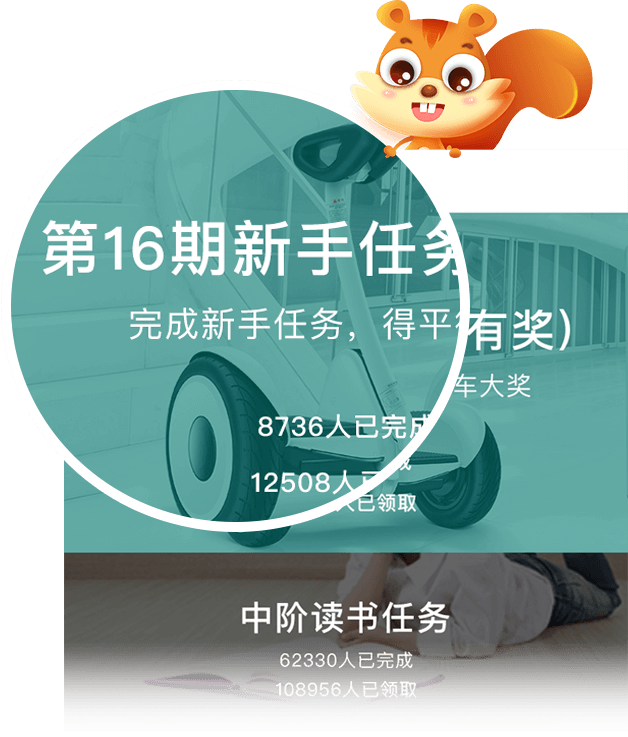 第16期新手任务
有奖)
完成新手任务，得平
车大奖
8736人已完成
12508人已
人已领取
中阶读书任务
62330人已完成
108956人已领取